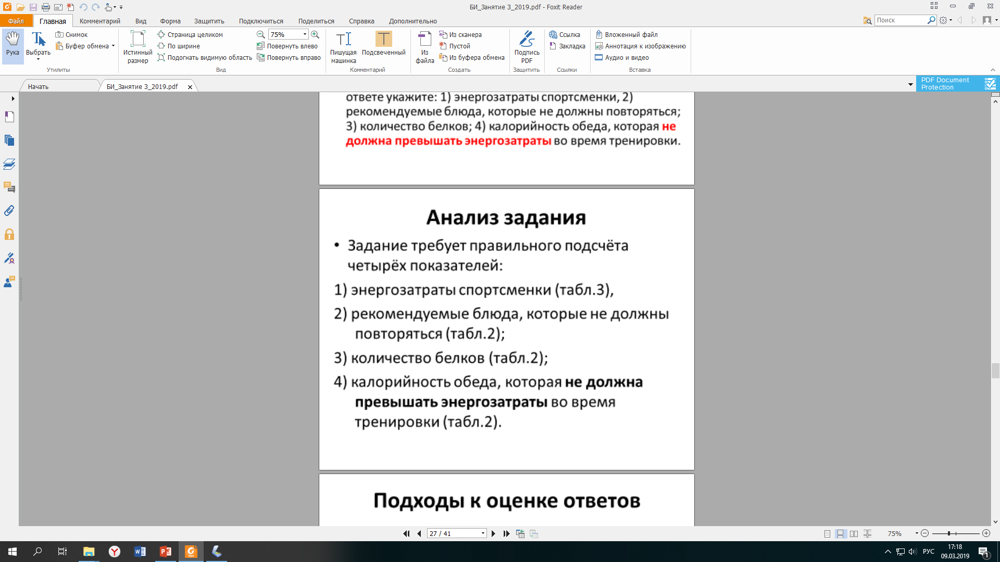 БИ_Занятие 3_2019.pdf - Foxit Reader
Файл Главная Комментарий Вид Форма Защитить Подключиться Поделиться Справка Дополнительно Поиск
Рука
Выбрать
Снимок
Буфер обмена
Утилиты
Истинный размер
Страница целиком
По ширине
Подогнать видимую область
75%
Повернуть влево
Повернуть вправо
Вид
Пишущая машинка
Подсвеченный
Комментарий
Из файла
Из сканера
Пустой
Из буфера обмена
Создать
Подпись PDF
Защитить
Ссылка
Закладка
Ссылки
Вложенный файл
Аннотация к изображению
Аудио и видео
Вставка
Начать БИ_Занятие 3_2019.pdf
PDF Document
Protection
ответе укажите: 1) энергозатраты спортсменки, 2)
рекомендуемые блюда, которые не должны повторяться;
3) количество белков; 4) калорийность обеда, которая не
должна превышать энергозатраты во время тренировки.
Анализ задания
• Задание требует правильного подсчёта
четырёх показателей:
1) энергозатраты спортсменки (табл.3),
2) рекомендуемые блюда, которые не должны
повторяться (табл.2);
3) количество белков (табл.2);
4) калорийность обеда, которая не должна
превышать энергозатраты во время
тренировки (табл.2).
Подходы к оценке ответов
27 / 41
75%
РУС
17:18
09.03.2019
1